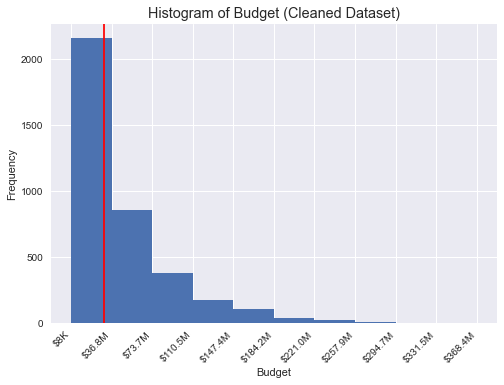 Histogram of Budget (Cleaned Dataset)
Frequency
2000
1500
1000
500
0
$8K
$36.8M
$73.7M
$110.5M
$147.4M
$184.2M
$221.0M
$257.9M
$294.7M
$331.5M
$368.4M
Budget